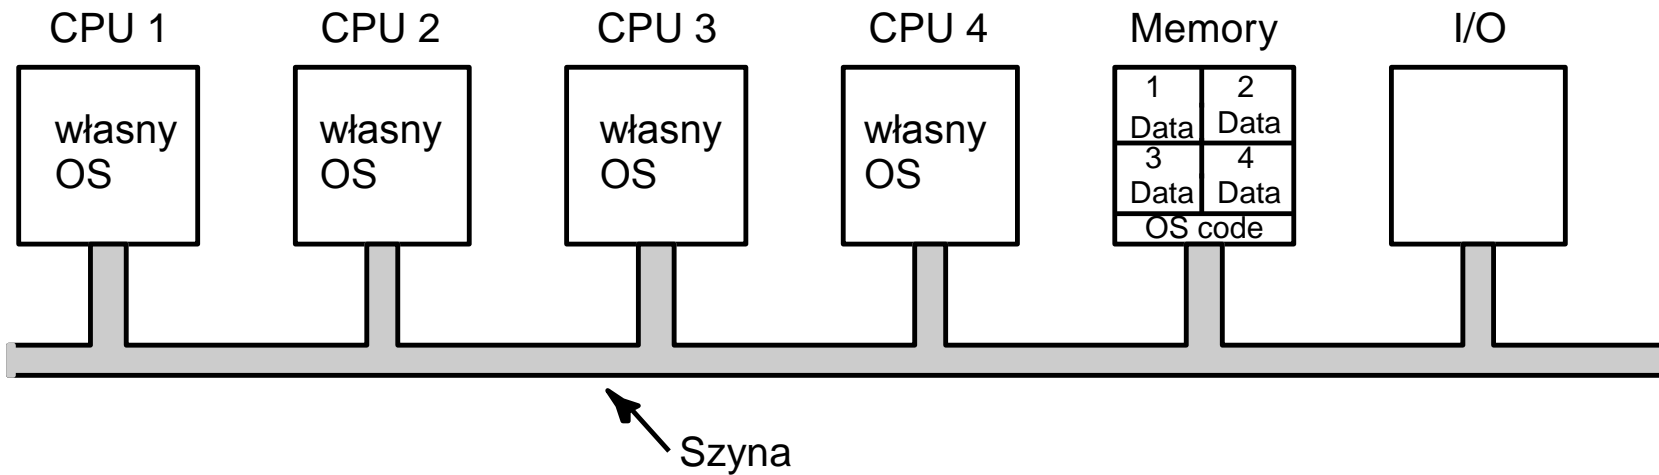 CPU 1
CPU 2
CPU 3
CPU 4
Memory
I/O
własny
OS
własny
OS
własny
OS
własny
OS
1
Data
2
Data
3
Data
4
Data
OS code
Szyna